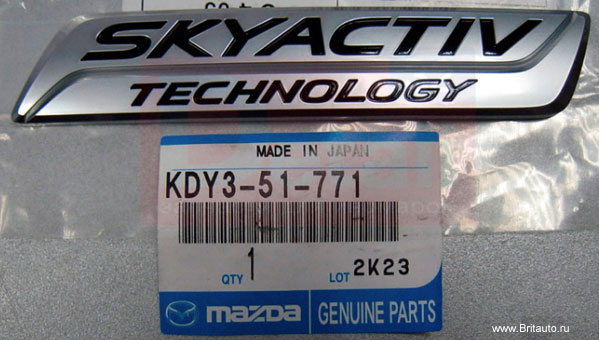 SKYACTIV
TECHNOLOGY
MADE IN JAPAN
KDY3-51-771
QTY 1 LOT 2K23
mazda GENUINE PARTS
www.Britauto.ru